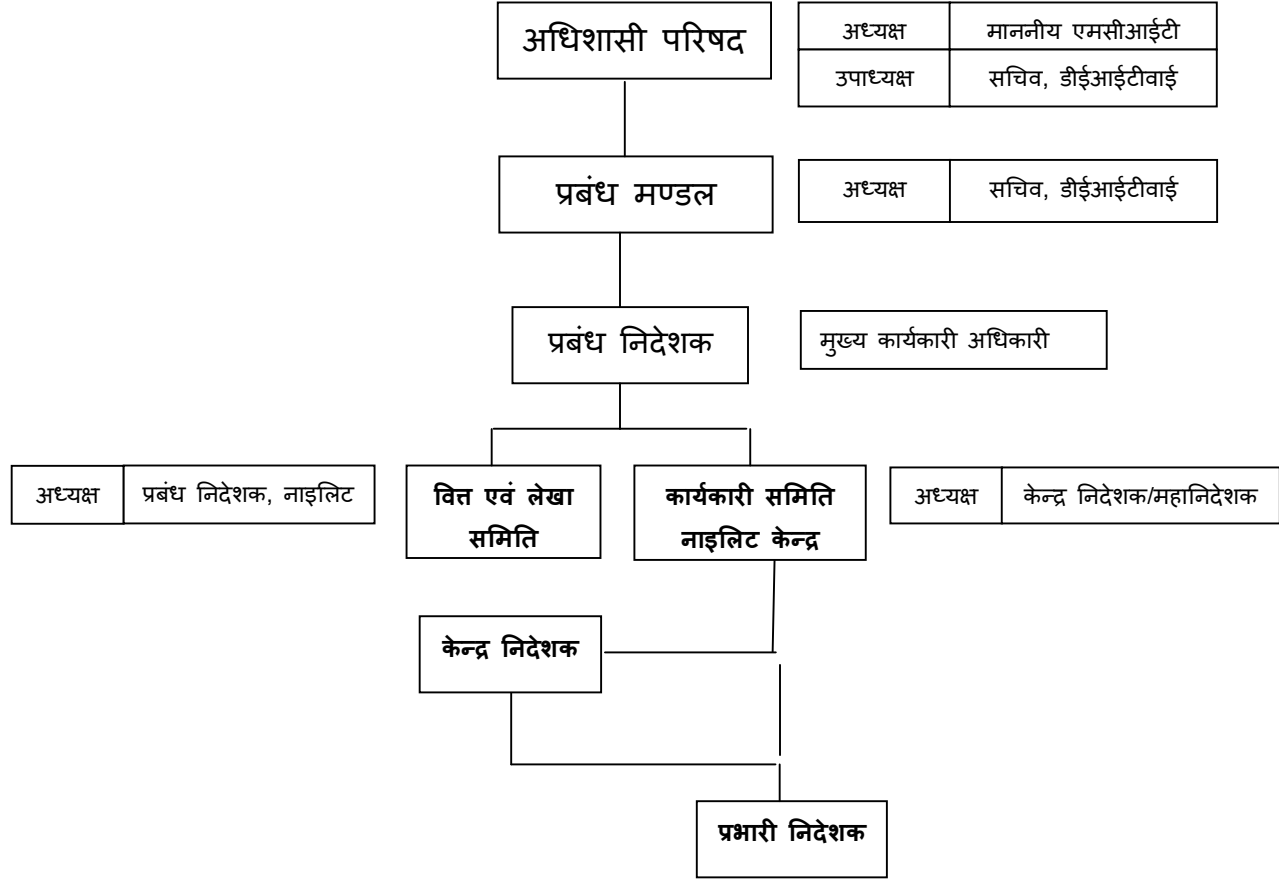 अधिशासी परिषद
अध्यक्ष माननीय एमसीआईटी
उपाध्यक्ष सचिव, डीईआईटीवाई
प्रबंध मण्डल
अध्यक्ष सचिव, डीईआईटीवाई
प्रबंध निदेशक
मुख्य कार्यकारी अधिकारी
अध्यक्ष प्रबंध निदेशक, नाइलिट
वित्त एवं लेखा
समिति
कार्यकारी समिति
नाइलिट केन्द्र
अध्यक्ष केन्द्र निदेशक/महानिदेशक
केन्द्र निदेशक
प्रभारी निदेशक